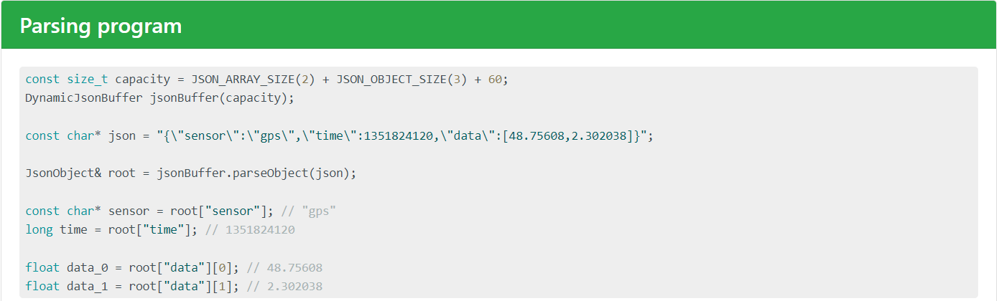 Parsing program
const size_t capacity = JSON_ARRAY_SIZE(2) + JSON_OBJECT_SIZE(3) + 60;
DynamicJsonBuffer jsonBuffer(capacity);
const char* json = "{\"sensor\":\"gps\",\"time\":1351824120,\"data\":[48.75608,2.302038]}";
JsonObject& root = jsonBuffer.parseObject(json);
const char* sensor = root["sensor"]; // "gps"
long time = root["time"]; // 1351824120
float data_0 = root["data"][0]; // 48.75608
float data_1 = root["data"][1]; // 2.302038